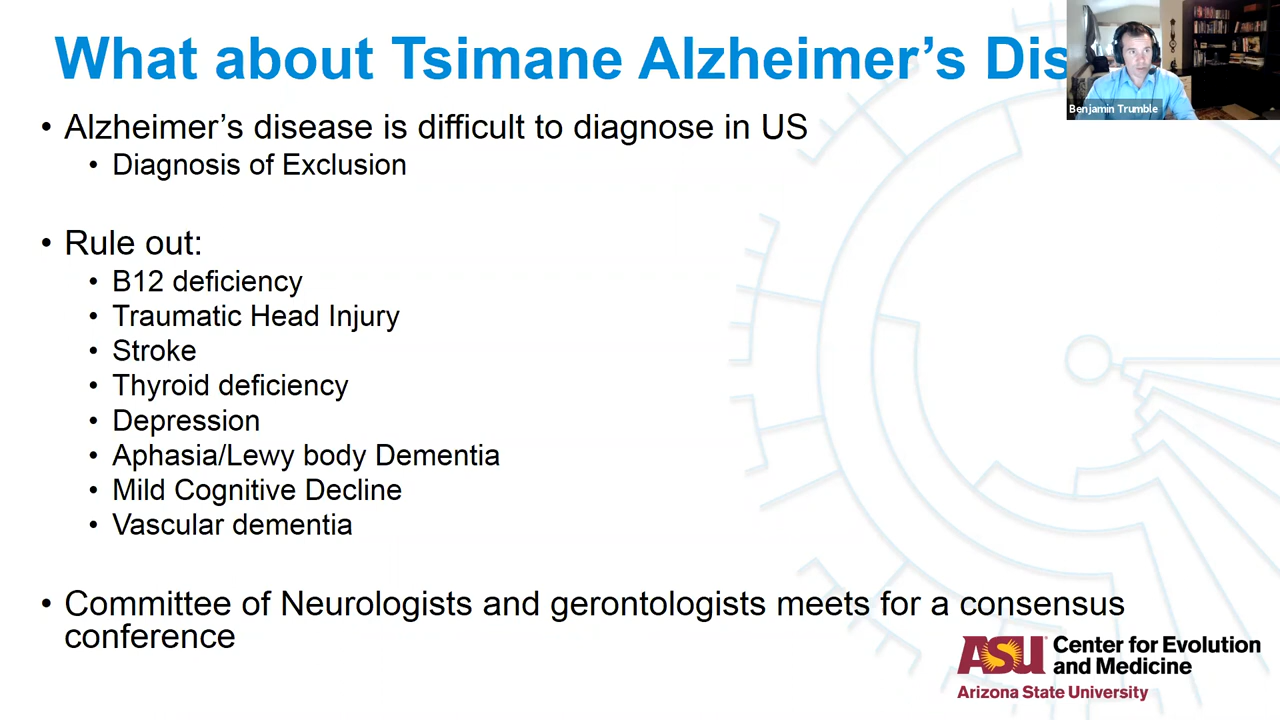 What about Tsimane Alzheimer's Dis
Benjamin Trumble
• Alzheimer's disease is difficult to diagnose in US
• Diagnosis of Exclusion
• Rule out:
• B12 deficiency
• Traumatic Head Injury
• Stroke
• Thyroid deficiency
• Depression
• Aphasia/Lewy body Dementia
• Mild Cognitive Decline
• Vascular dementia
• Committee of Neurologists and gerontologists meets for a consensus
conference
ASU Center for Evolution
and Medicine
Arizona State University